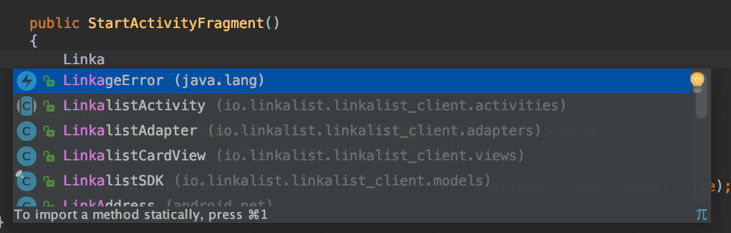 public StartActivityFragment()
{
Linka
LinkageError (java.lang)
LinkalistActivity (io.linkalist.linkalist_client.activities)
LinkalistAdapter (io.linkalist.linkalist_client.adapters)
LinkalistCardView (io.linkalist.linkalist_client.views)
LinkalistSDK (io.linkalist.linkalist_client.models)
);
LinkAddress (android.net)
To import a method statically, press ⌘1
π
}